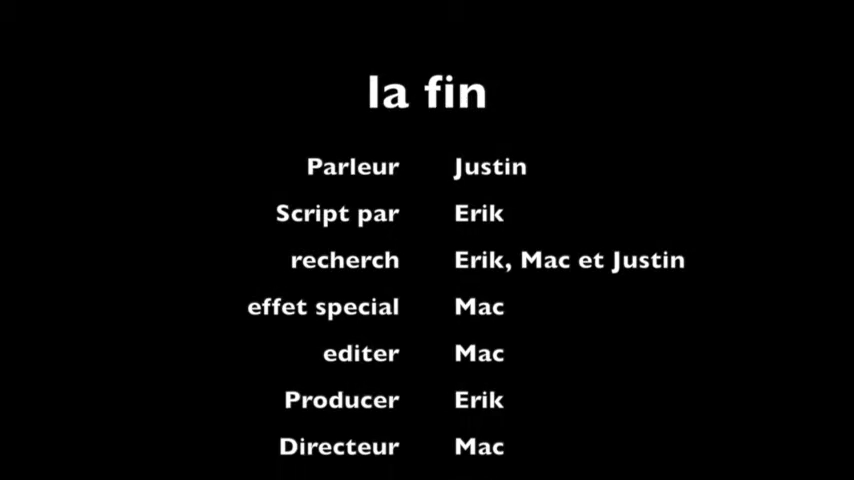 la fin
Parleur Justin
Script par Erik
recherch Erik, Mac et Justin
effet special Mac
editer Mac
Producer Erik
Directeur Mac